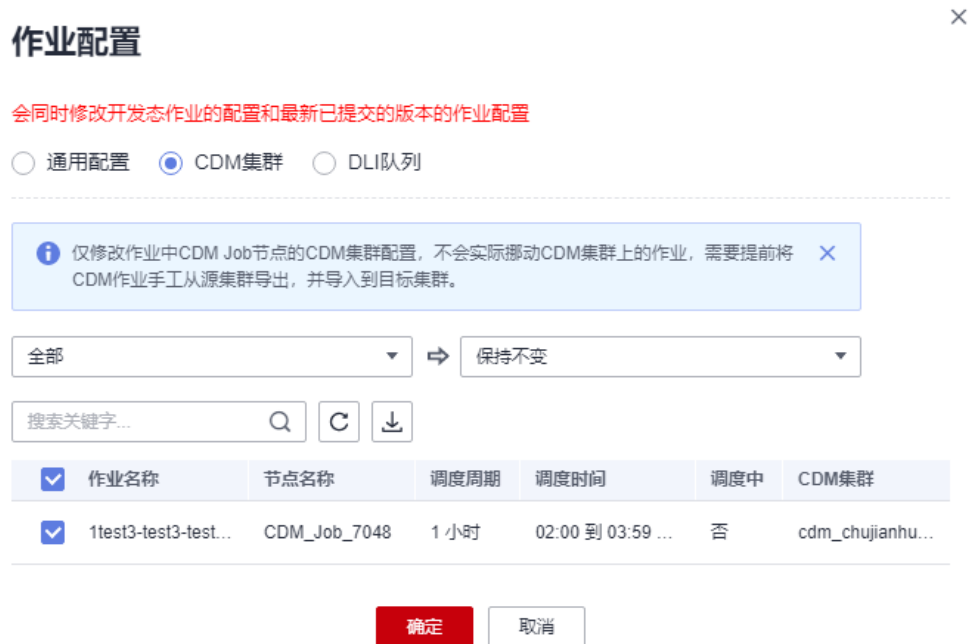 作业配置
会同时修改开发态作业的配置和最新已提交的版本的作业配置
通用配置 CDM集群 DLI队列
仅修改作业中CDM Job节点的CDM集群配置，不会实际挪动CDM集群上的作业，需要提前将
CDM作业手工从源集群导出，并导入到目标集群。
全部 保持不变
搜索关键字...
作业名称 节点名称 调度周期 调度时间 调度中 CDM集群
1test3-test3-test... CDM_Job_7048 1 小时 02:00 到 03:59 ... 否 cdm_chujianhu...
确定 取消